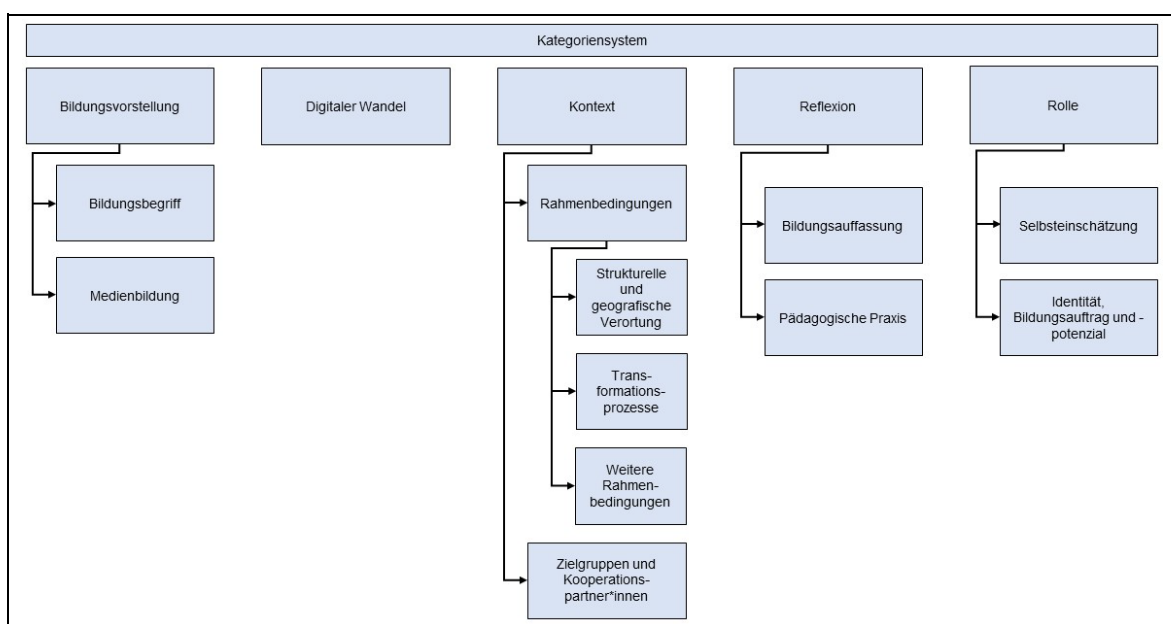 Kategoriensystem
Bildungsvorstellung
Digitaler Wandel
Kontext
Reflexion
Rolle
Bildungsbegriff
Medienbildung
Rahmenbedingungen
Strukturelle
und
geografische
Verortung
Trans-
formations-
prozesse
Weitere
Rahmen-
bedingungen
Zielgruppen und
Kooperations-
partner*innen
Bildungsauffassung
Pädagogische Praxis
Selbsteinschätzung
Identität,
Bildungsauftrag und -
potenzial